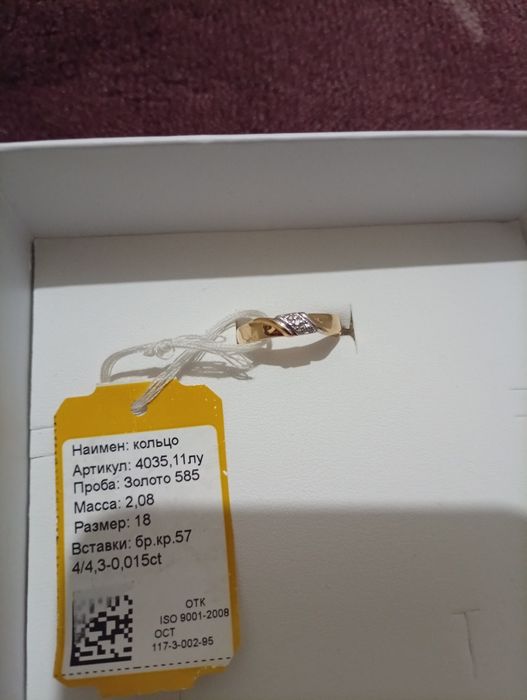 Наимен: кольцо
Артикул: 4035,11лу
Проба: Золото 585
Масса: 2,08
Размер: 18
Вставки: бр.кр.57
4/4,3-0,015ct
ОТК
ISO 9001-2008
ОСТ
117-3-002-95